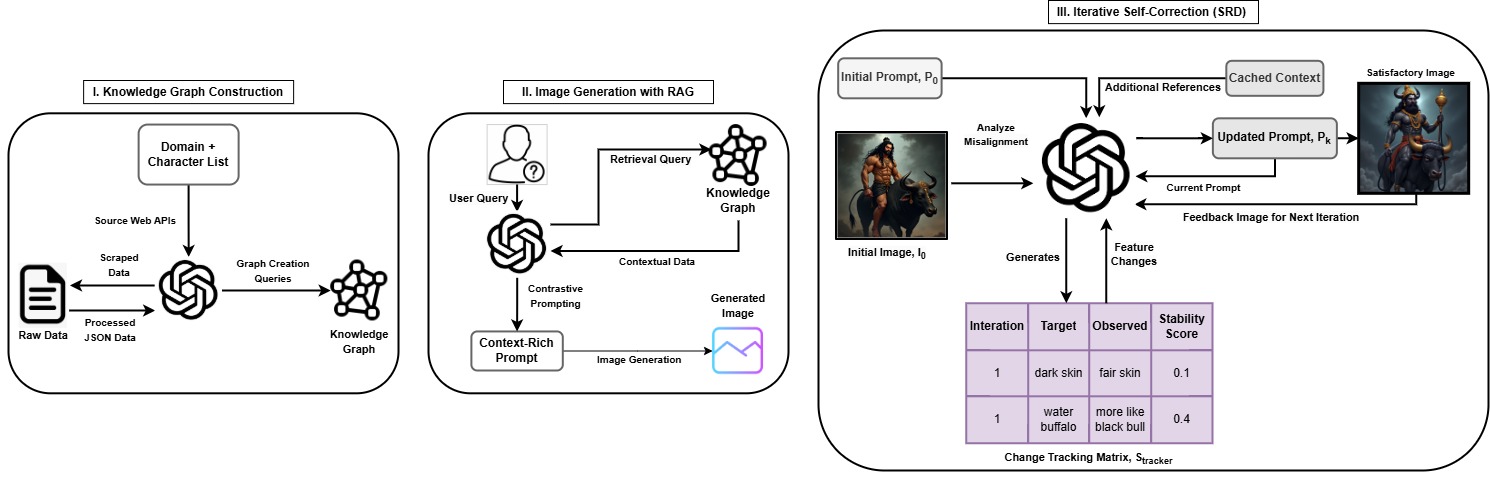 I. Knowledge Graph Construction
Domain +
Character List
Source Web APIs
Scraped
Data
Graph Creation
Queries
Raw Data
Processed
JSON Data
Knowledge
Graph
II. Image Generation with RAG
User Query
Retrieval Query
Knowledge
Graph
Contextual Data
Contrastive
Prompting
Context-Rich
Prompt
Image Generation
Generated
Image
III. Iterative Self-Correction (SRD)
Initial Prompt, P0
Cached Context
Additional References
Satisfactory Image
Analyze
Misalignment
Updated Prompt, Pk
Current Prompt
Feedback Image for Next Iteration
Initial Image, I0
Generates
Feature
Changes
Interation Target Observed Stability
Score
1 dark skin fair skin 0.1
1 water
buffalo more like
black bull 0.4
Change Tracking Matrix, Stracker